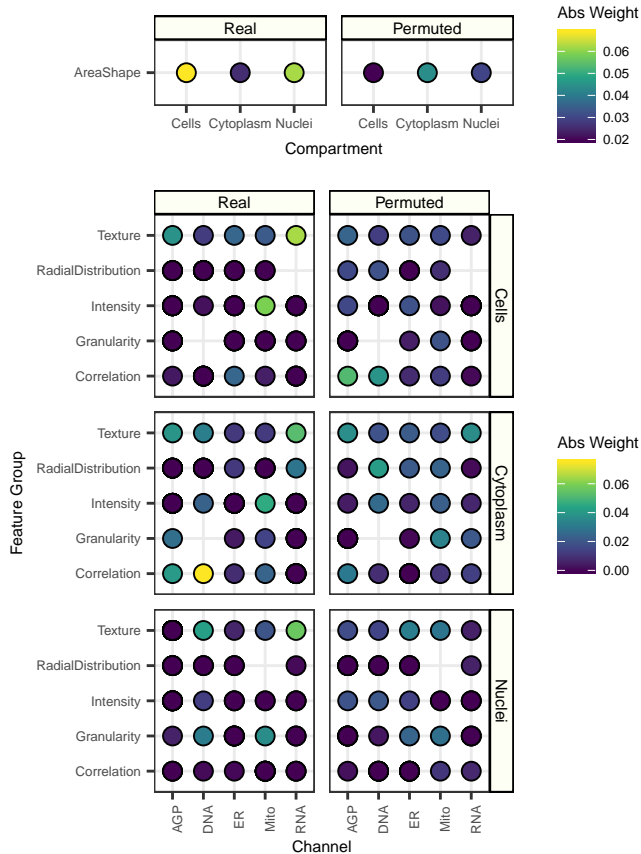 Real
Permuted
Abs Weight
AreaShape
0.06
0.05
0.04
0.03
0.02
Cells
Cytoplasm
Nuclei
Cells
Cytoplasm
Nuclei
Compartment
Real
Permuted
Texture
RadialDistribution
Intensity
Granularity
Correlation
Cells
Texture
RadialDistribution
Intensity
Granularity
Correlation
Cytoplasm
Abs Weight
0.06
0.04
0.02
0.00
Feature Group
Texture
RadialDistribution
Intensity
Granularity
Correlation
Nuclei
AGP
DNA
ER
Mito
RNA
AGP
DNA
ER
Mito
RNA
Channel